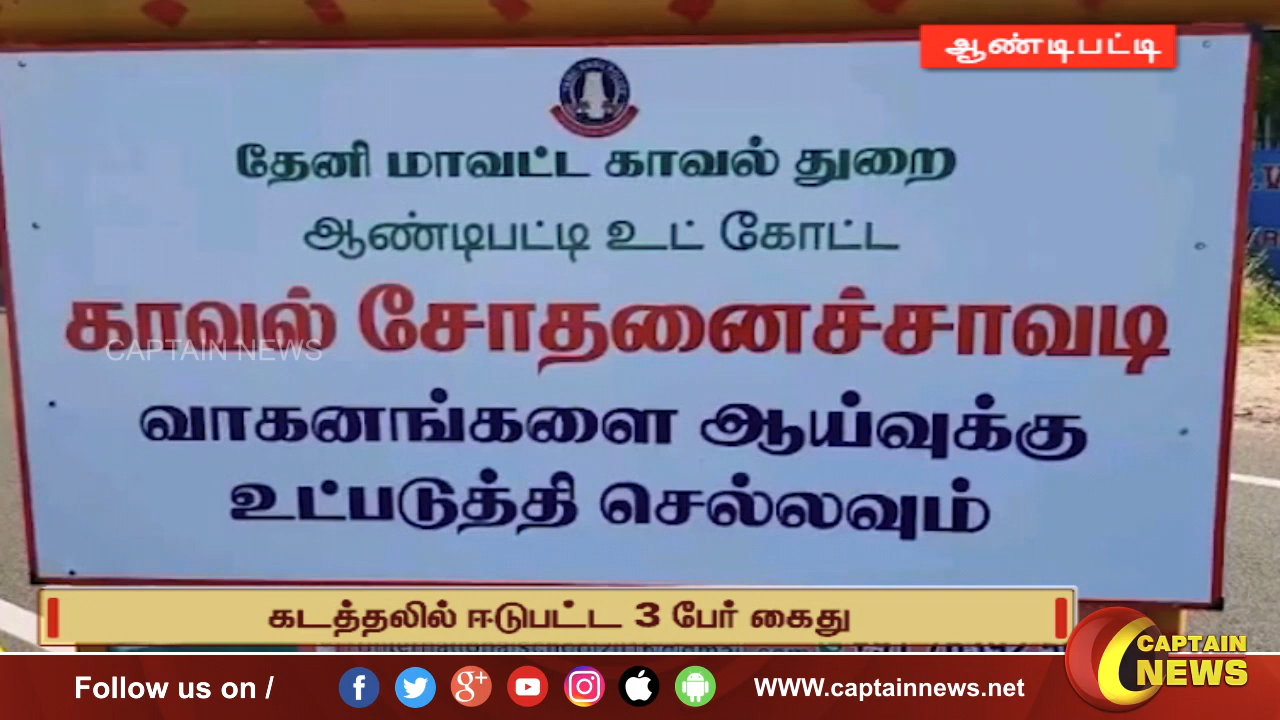 ஆண்டிபட்டி
தேனி மாவட்ட காவல் துறை
ஆண்டிபட்டி உட் கோட்ட
காவல் சோதனைச்சாவடி
CAPTAIN NEWS
வாகனங்களை ஆய்வுக்கு
உட்படுத்தி செல்லவும்
கடத்தலில் ஈடுபட்ட 3 பேர் கைது
Follow us on /
WWW.captainnews.net
CAPTAIN
NEWS